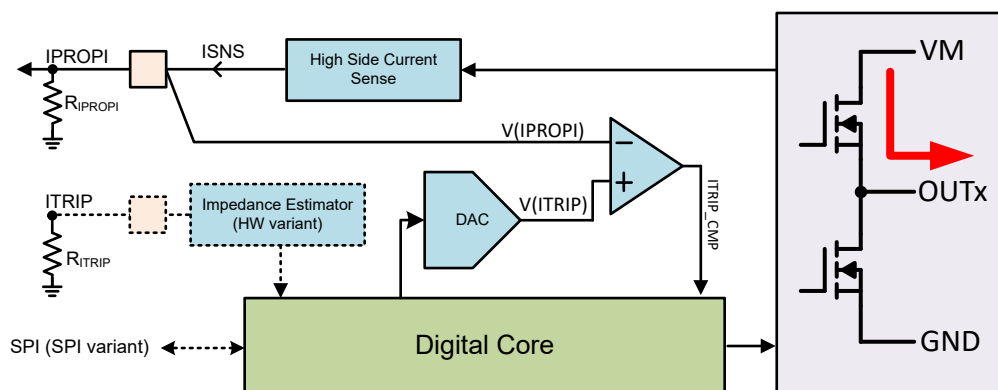 IPROPI
ISNS
High Side Current
Sense
VM
RIPROPI
V(IPROPI)
−
+
ITRIP
Impedance Estimator
(HW variant)
DAC
V(ITRIP)
ITRIP_CMP
OUTx
RITRIP
SPI (SPI variant)
Digital Core
GND